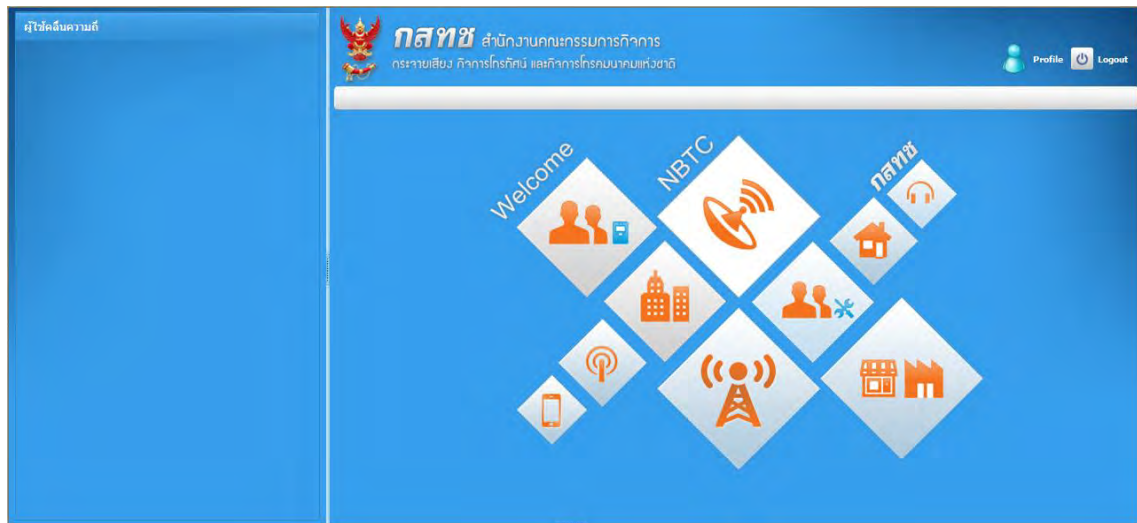 ผู้ใช้คลื่นความถี่
กสทช สำนักงานคณะกรรมการกิจการ
กระจายเสียง กิจการโทรทัศน์ และกิจการโทรคมนาคมแห่งชาติ
Profile Logout
Welcome
NBTC
กสทช